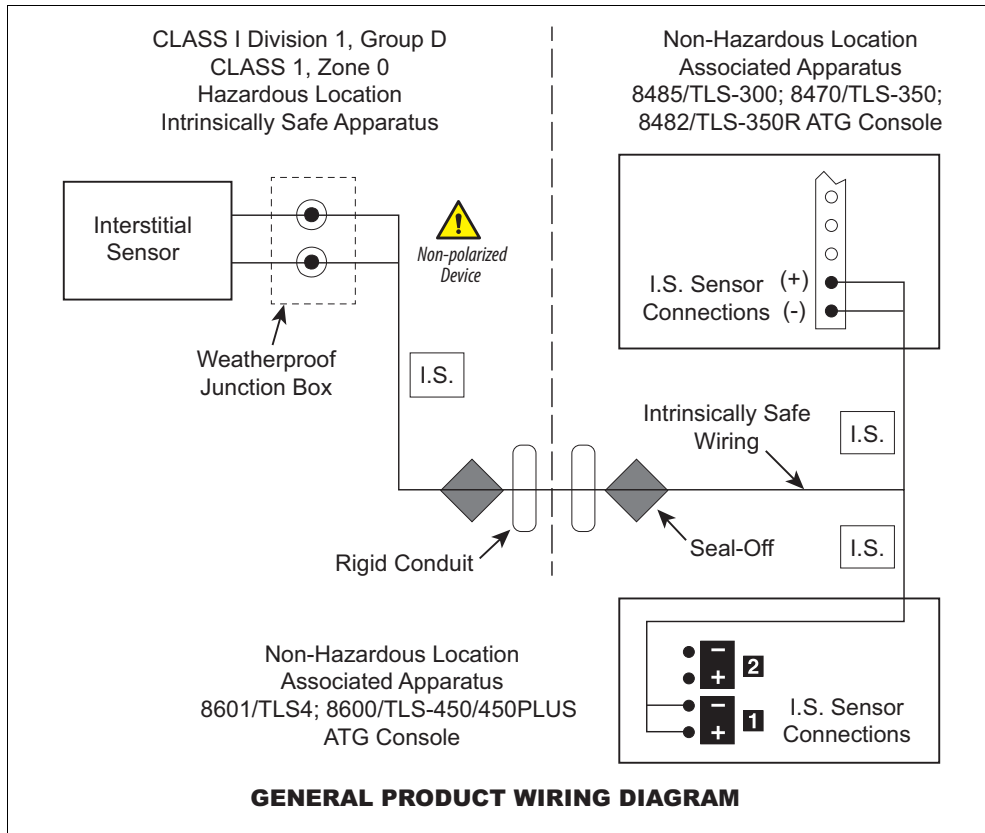 CLASS I Division 1, Group D
CLASS 1, Zone 0
Hazardous Location
Intrinsically Safe Apparatus
Non-Hazardous Location
Associated Apparatus
8485/TLS-300; 8470/TLS-350;
8482/TLS-350R ATG Console
Interstitial
Sensor
Non-polarized
Device
I.S. Sensor (+)
Connections (-)
Weatherproof
Junction Box
I.S.
Intrinsically Safe
Wiring
I.S.
Rigid Conduit
Seal-Off
I.S.
Non-Hazardous Location
Associated Apparatus
8601/TLS4; 8600/TLS-450/450PLUS
ATG Console
− 2
+
− 1
+
I.S. Sensor
Connections
GENERAL PRODUCT WIRING DIAGRAM